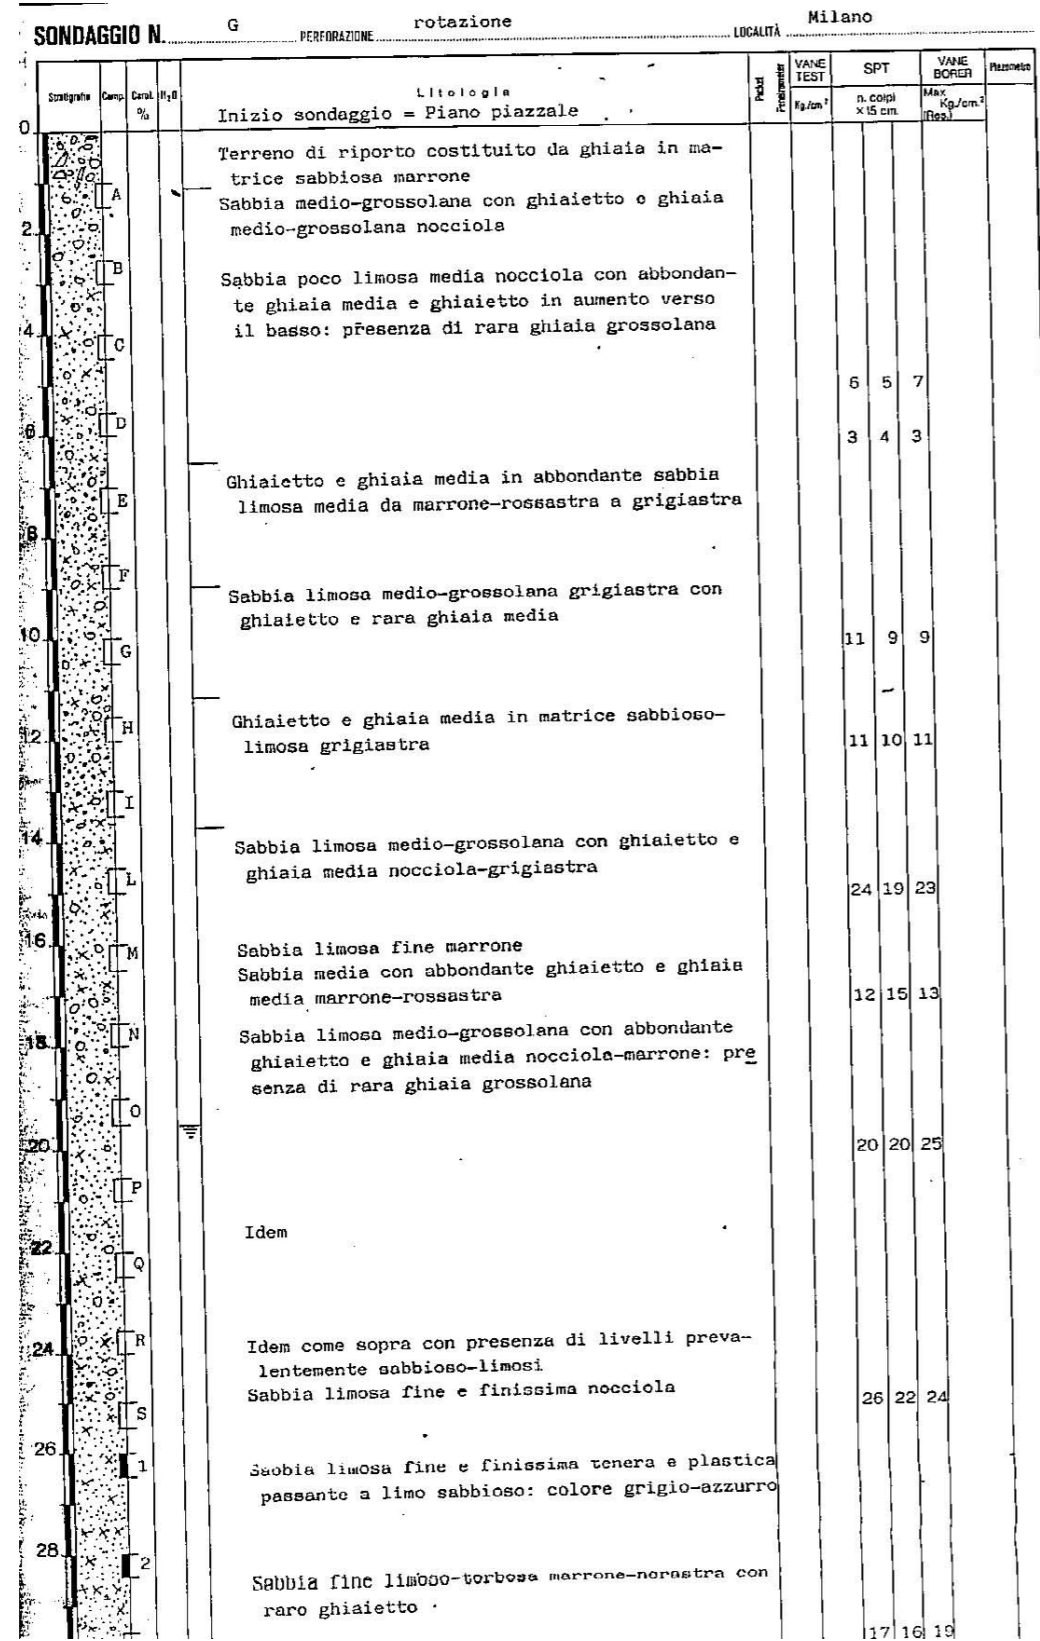 SONDAGGIO N. G PERFORAZIONE rotazione LOCALITÀ Milano
Stratigrafia Camp. Carot. % H2O Litologia Pocket Penetrometer VANE TEST Kg./cm.² SPT n. colpi x 15 cm. VANE BORER Max Kg./cm.² (Res.) Piezometro
Inizio sondaggio = Piano piazzale
0
Terreno di riporto costituito da ghiaia in ma-
trice sabbiosa marrone
A
Sabbia medio-grossolana con ghiaietto e ghiaia
2 medio-grossolana nocciola
B
Sabbia poco limosa media nocciola con abbondan-
te ghiaia media e ghiaietto in aumento verso
4 il basso: presenza di rara ghiaia grossolana
C
6 5 7
D
6 3 4 3
Ghiaietto e ghiaia media in abbondante sabbia
E limosa media da marrone-rossastra a grigiastra
8
F
Sabbia limosa medio-grossolana grigiastra con
ghiaietto e rara ghiaia media
10 11 9 9
G
Ghiaietto e ghiaia media in matrice sabbioso-
H
12 limosa grigiastra 11 10 11
I
14
Sabbia limosa medio-grossolana con ghiaietto e
ghiaia media nocciola-grigiastra
L 24 19 23
16
Sabbia limosa fine marrone
M
Sabbia media con abbondante ghiaietto e ghiaia
media marrone-rossastra 12 15 13
N
Sabbia limosa medio-grossolana con abbondante
18 ghiaietto e ghiaia media nocciola-marrone: pre
senza di rara ghiaia grossolana
O
20 20 20 25
P
Idem
22
Q
R
24
Idem come sopra con presenza di livelli preva-
lentemente sabbioso-limosi
Sabbia limosa fine e finissima nocciola 26 22 24
S
26
1
Sabbia limosa fine e finissima tenera e plastica
passante a limo sabbioso: colore grigio-azzurro
28
2
Sabbia fine limoso-torbosa marrone-nerastra con
raro ghiaietto
17 16 19